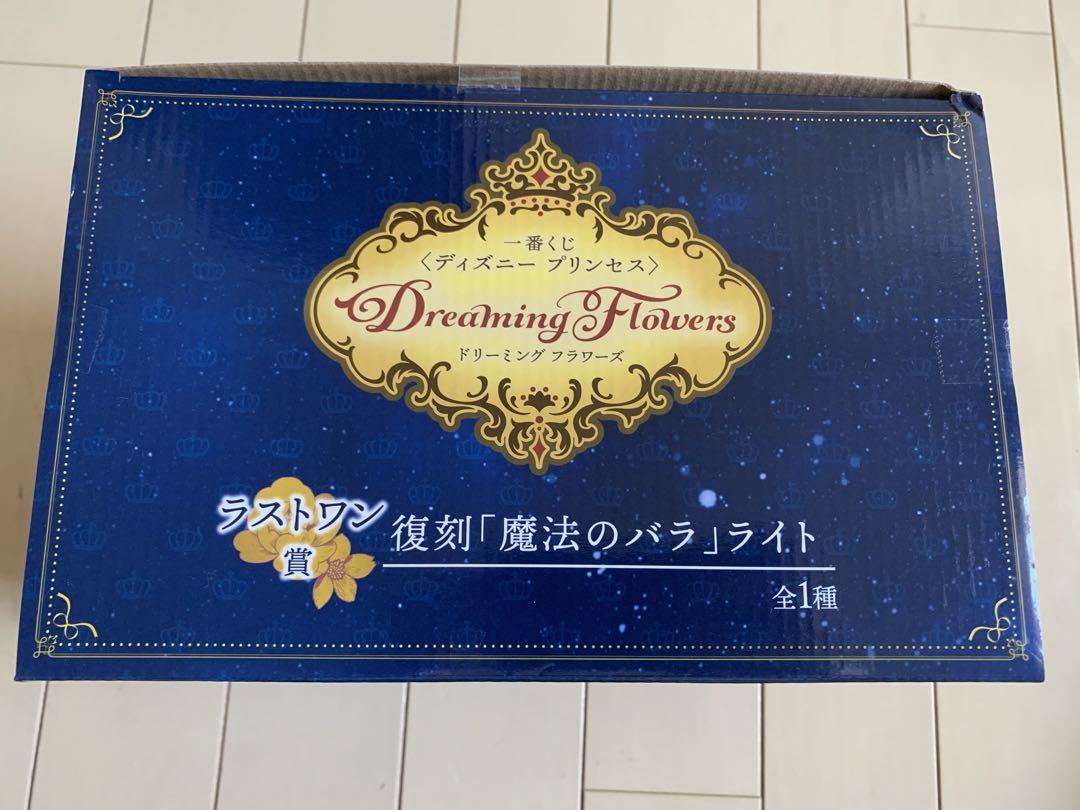 一番くじ
〈ディズニー プリンセス〉
Dreaming Flowers
ドリーミング フラワーズ
ラストワン
賞
復刻「魔法のバラ」ライト
全1種